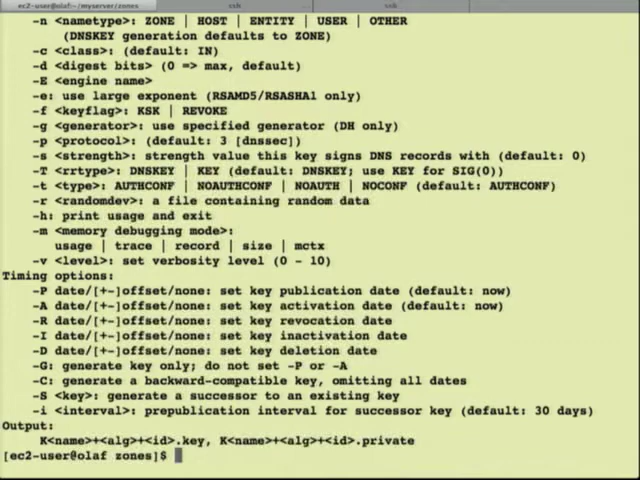 ec2-user@olaf:~/myserver/zones ssh ssh
-n <nametype>: ZONE | HOST | ENTITY | USER | OTHER
(DNSKEY generation defaults to ZONE)
-c <class>: (default: IN)
-d <digest bits> (0 => max, default)
-E <engine name>
-e: use large exponent (RSAMD5/RSASHA1 only)
-f <keyflag>: KSK | REVOKE
-g <generator>: use specified generator (DH only)
-p <protocol>: (default: 3 [dnssec])
-s <strength>: strength value this key signs DNS records with (default: 0)
-T <rrtype>: DNSKEY | KEY (default: DNSKEY; use KEY for SIG(0))
-t <type>: AUTHCONF | NOAUTHCONF | NOAUTH | NOCONF (default: AUTHCONF)
-r <randomdev>: a file containing random data
-h: print usage and exit
-m <memory debugging mode>:
usage | trace | record | size | mctx
-v <level>: set verbosity level (0 - 10)
Timing options:
-P date/[+-]offset/none: set key publication date (default: now)
-A date/[+-]offset/none: set key activation date (default: now)
-R date/[+-]offset/none: set key revocation date
-I date/[+-]offset/none: set key inactivation date
-D date/[+-]offset/none: set key deletion date
-G: generate key only; do not set -P or -A
-C: generate a backward-compatible key, omitting all dates
-S <key>: generate a successor to an existing key
-i <interval>: prepublication interval for successor key (default: 30 days)
Output:
K<name>+<alg>+<id>.key, K<name>+<alg>+<id>.private
[ec2-user@olaf zones]$